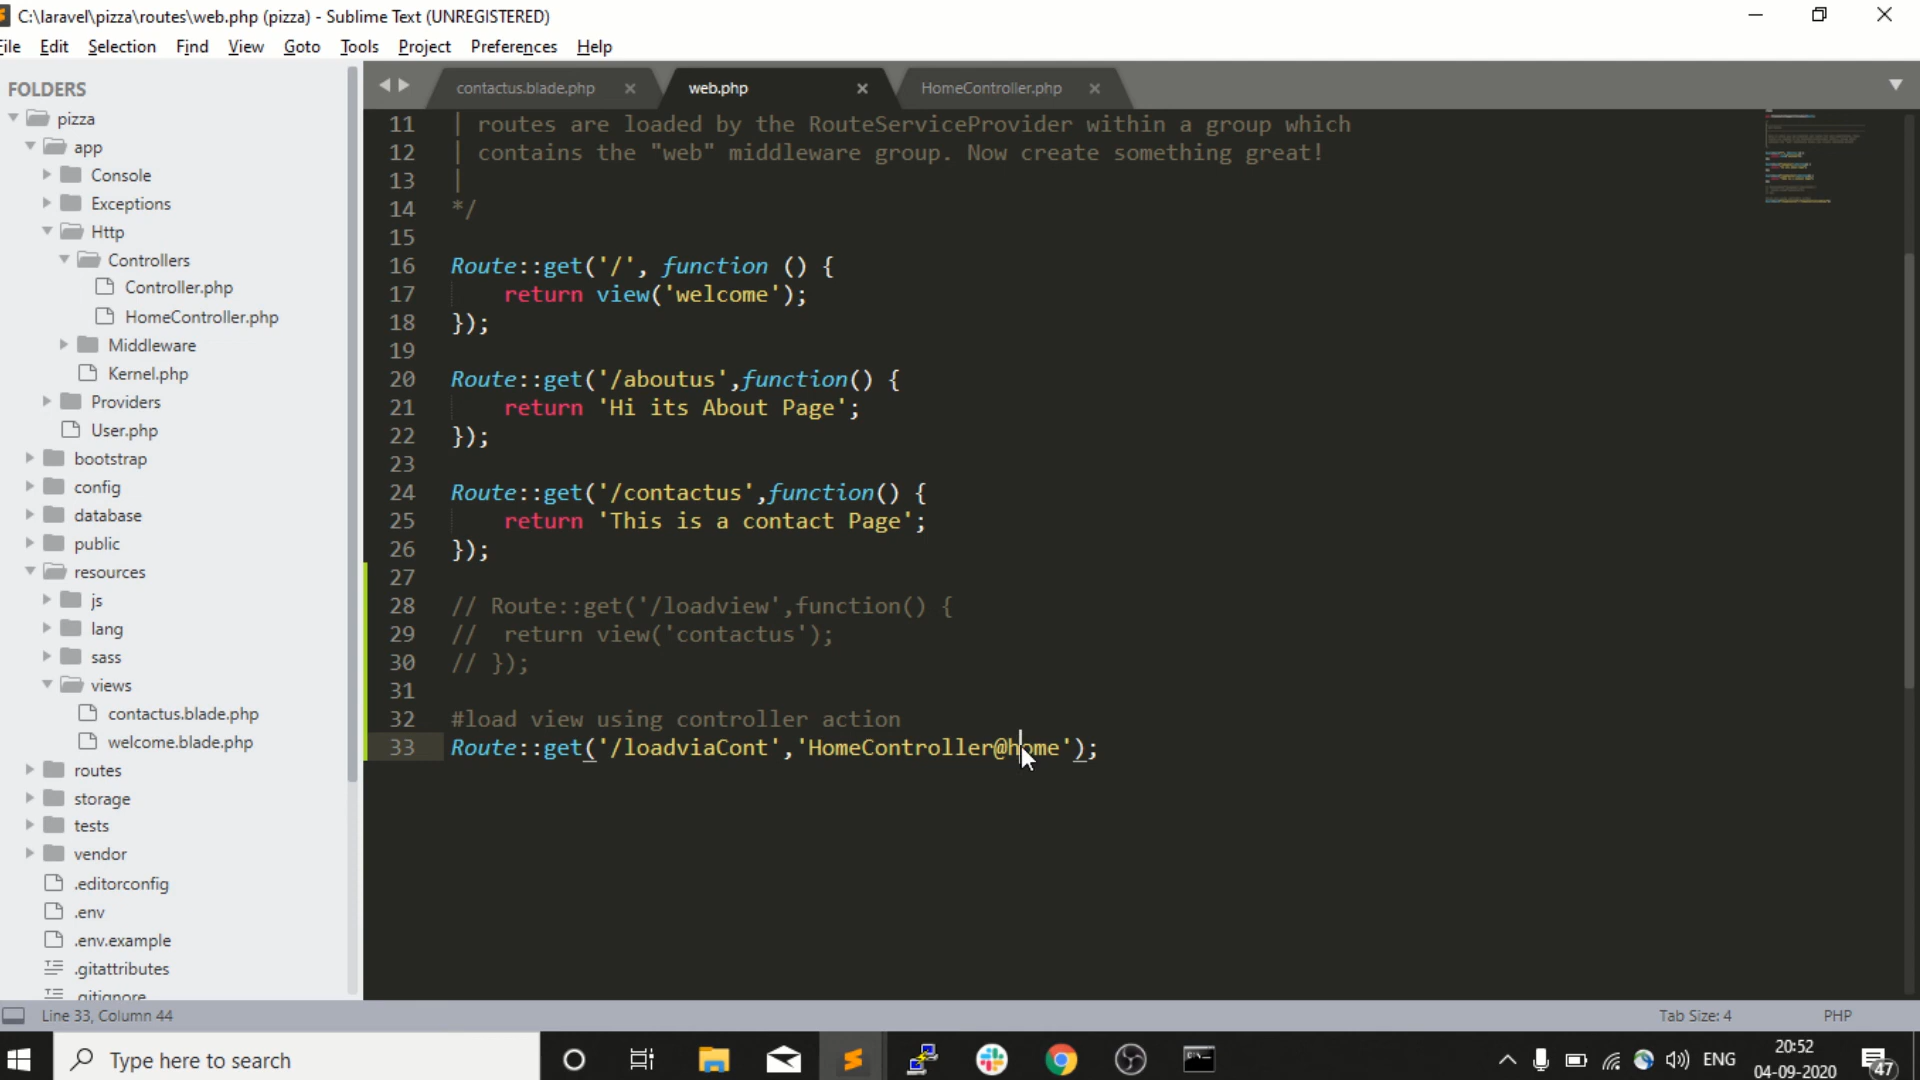 C:\laravel\pizza\routes\web.php (pizza) - Sublime Text (UNREGISTERED)
File Edit Selection Find View Goto Tools Project Preferences Help
FOLDERS
pizza
app
Console
Exceptions
Http
Controllers
Controller.php
HomeController.php
Middleware
Kernel.php
Providers
User.php
bootstrap
config
database
public
resources
js
lang
sass
views
contactus.blade.php
welcome.blade.php
routes
storage
tests
vendor
.editorconfig
.env
.env.example
.gitattributes
.gitignore
contactus.blade.php web.php HomeController.php
11 | routes are loaded by the RouteServiceProvider within a group which
12 | contains the "web" middleware group. Now create something great!
13 |
14 */
15
16 Route::get('/', function () {
17 return view('welcome');
18 });
19
20 Route::get('/aboutus',function() {
21 return 'Hi its About Page';
22 });
23
24 Route::get('/contactus',function() {
25 return 'This is a contact Page';
26 });
27
28 // Route::get('/loadview',function() {
29 // return view('contactus');
30 // });
31
32 #load view using controller action
33 Route::get('/loadviaCont','HomeController@home');
Line 33, Column 44 Tab Size: 4 PHP
Type here to search
ENG
20:52
04-09-2020
47